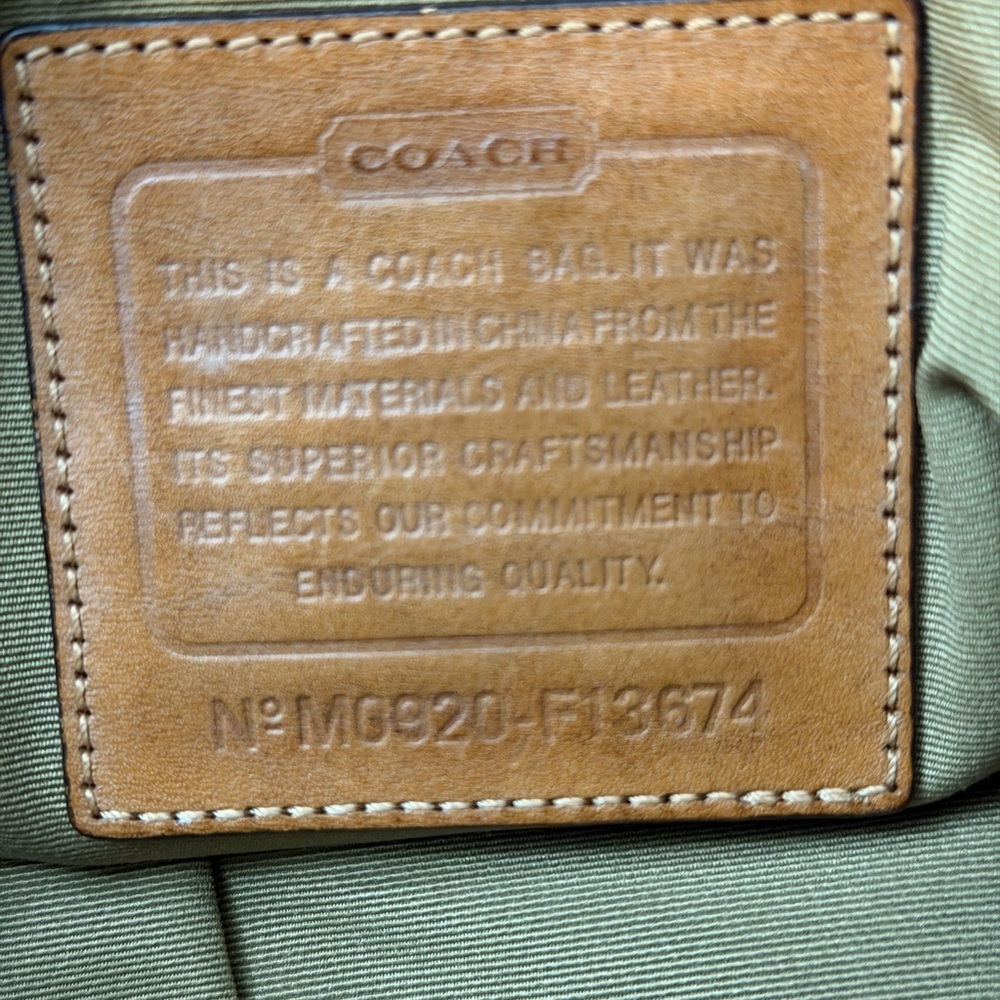 COACH
THIS IS A COACH BAG. IT WAS
HANDCRAFTED IN CHINA FROM THE
FINEST MATERIALS AND LEATHER.
ITS SUPERIOR CRAFTSMANSHIP
REFLECTS OUR COMMITMENT TO
ENDURING QUALITY.
Nº M0920-F13674